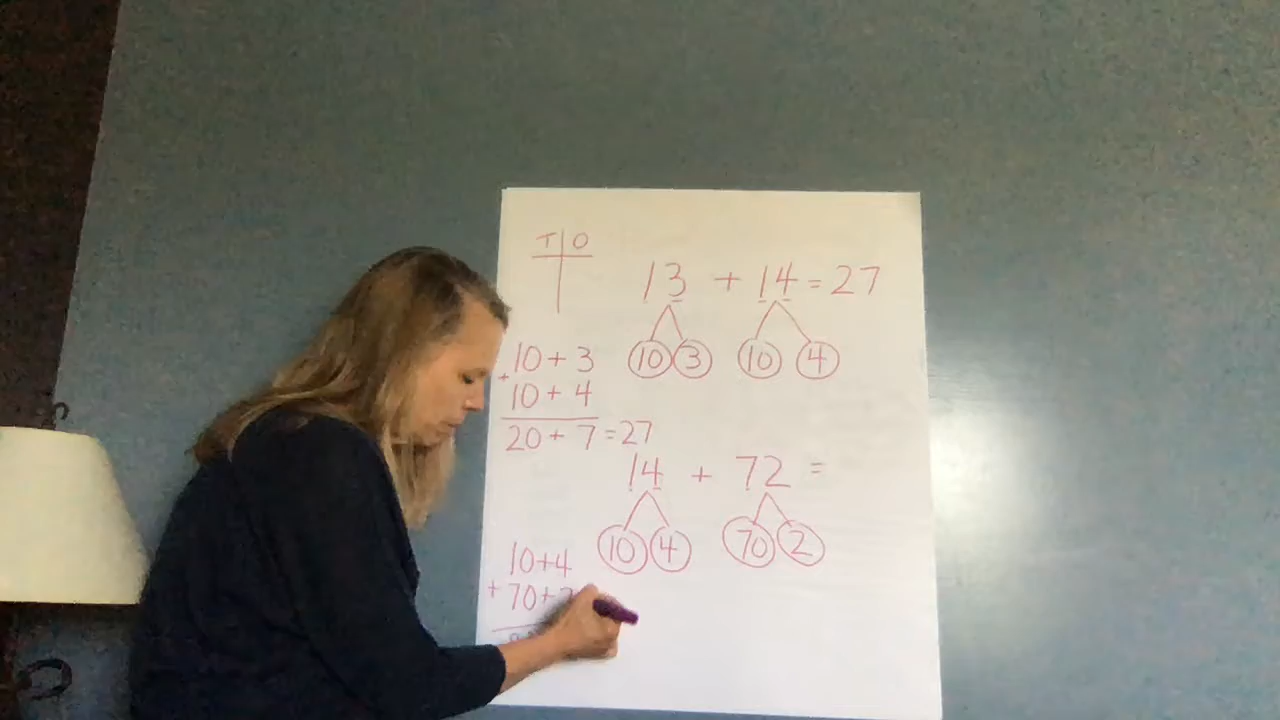 T O
13 + 14 = 27
10 3 10 4
10 + 3
+
10 + 4
20 + 7 = 27
14 + 72 =
10 4 70 2
10+4
+ 70+2